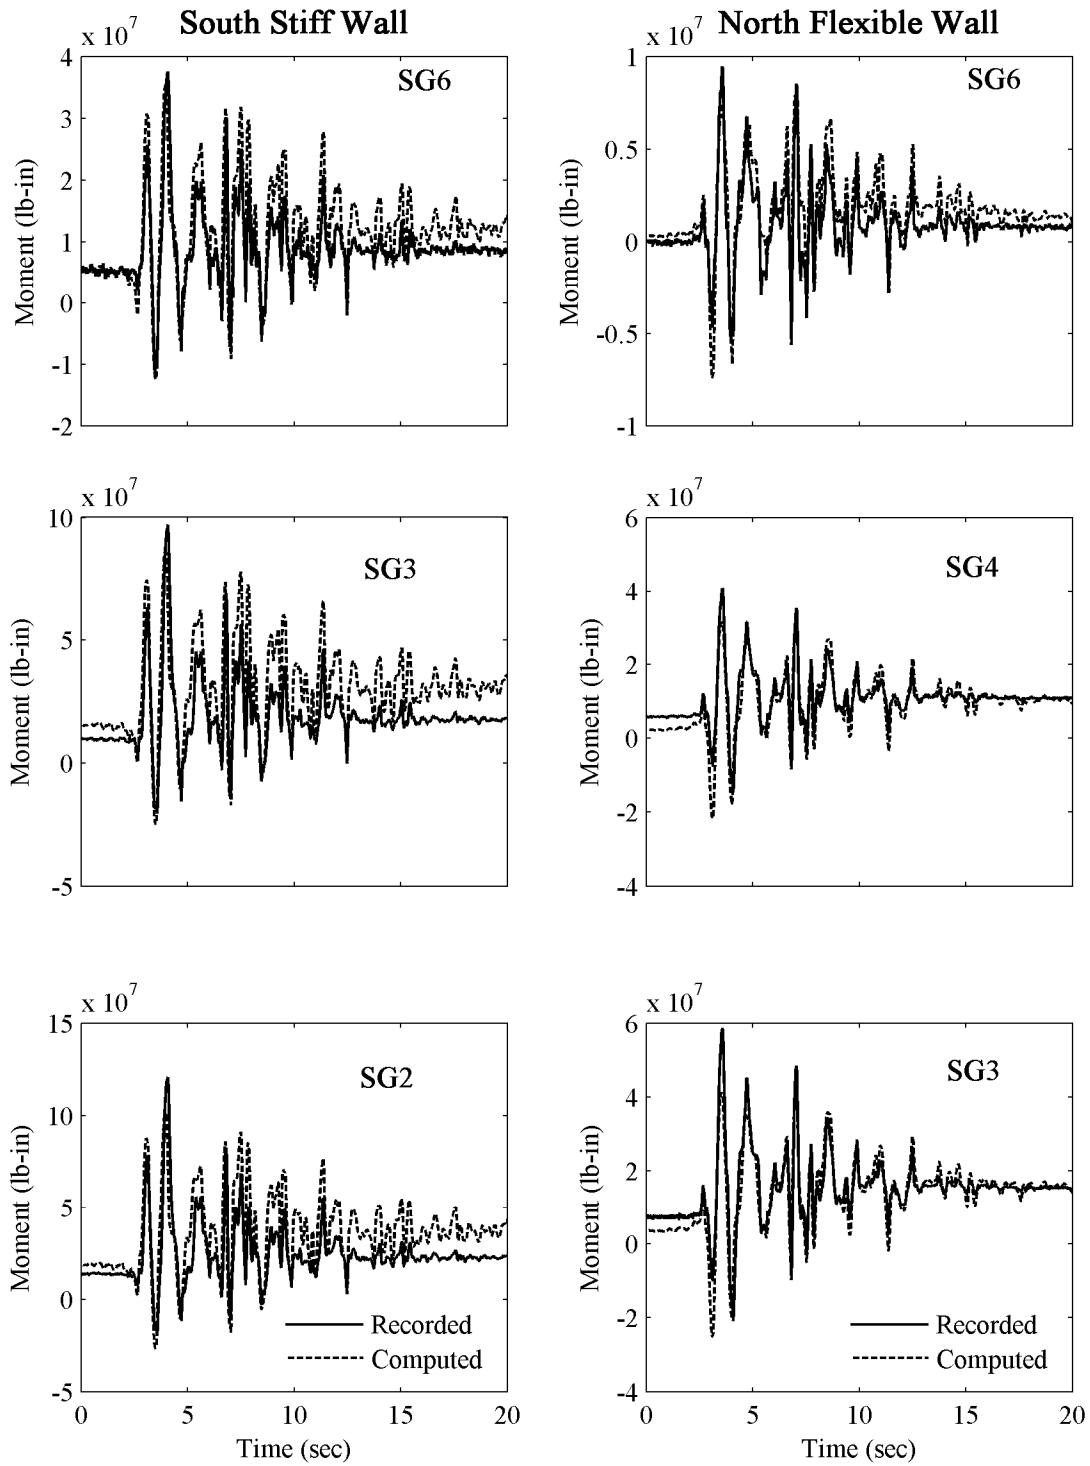 South Stiff Wall
x 10^7
4
3
2
1
0
-1
-2
Moment (lb-in)
SG6
North Flexible Wall
x 10^7
1
0.5
0
-0.5
-1
Moment (lb-in)
SG6
x 10^7
10
5
0
-5
Moment (lb-in)
SG3
x 10^7
6
4
2
0
-2
-4
Moment (lb-in)
SG4
x 10^7
15
10
5
0
-5
Moment (lb-in)
SG2
Recorded
Computed
0 5 10 15 20
Time (sec)
x 10^7
6
4
2
0
-2
-4
Moment (lb-in)
SG3
Recorded
Computed
0 5 10 15 20
Time (sec)